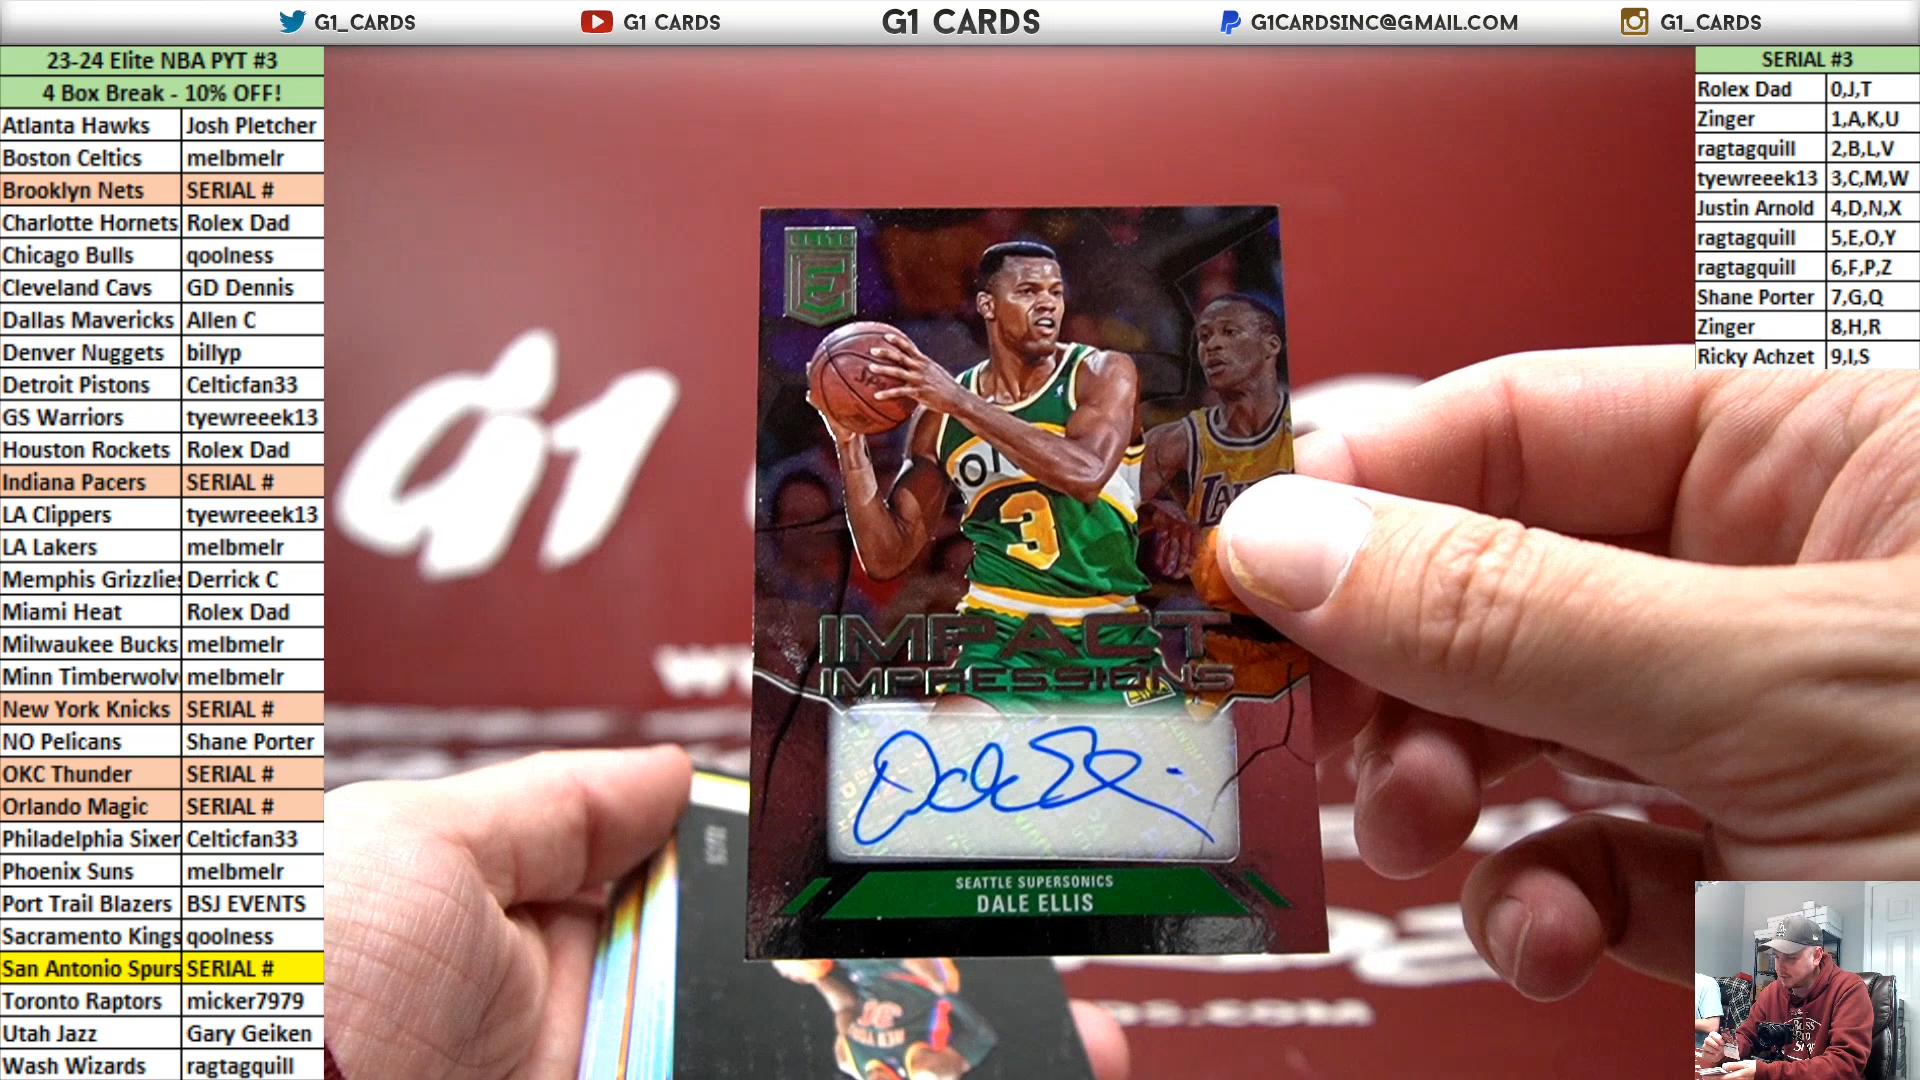 G1_CARDS G1 CARDS G1 CARDS G1CARDSINC@GMAIL.COM G1_CARDS
23-24 Elite NBA PYT #3
4 Box Break - 10% OFF!
Atlanta Hawks Josh Pletcher
Boston Celtics melbmelr
Brooklyn Nets SERIAL #
Charlotte Hornets Rolex Dad
Chicago Bulls qoolness
Cleveland Cavs GD Dennis
Dallas Mavericks Allen C
Denver Nuggets billyp
Detroit Pistons Celticfan33
GS Warriors tyewreeek13
Houston Rockets Rolex Dad
Indiana Pacers SERIAL #
LA Clippers tyewreeek13
LA Lakers melbmelr
Memphis Grizzlies Derrick C
Miami Heat Rolex Dad
Milwaukee Bucks melbmelr
Minn Timberwolv melbmelr
New York Knicks SERIAL #
NO Pelicans Shane Porter
OKC Thunder SERIAL #
Orlando Magic SERIAL #
Philadelphia Sixer Celticfan33
Phoenix Suns melbmelr
Port Trail Blazers BSJ EVENTS
Sacramento Kings qoolness
San Antonio Spurs SERIAL #
Toronto Raptors micker7979
Utah Jazz Gary Geiken
Wash Wizards ragtagquill
SERIAL #3
Rolex Dad 0,J,T
Zinger 1,A,K,U
ragtagquill 2,B,L,V
tyewreeek13 3,C,M,W
Justin Arnold 4,D,N,X
ragtagquill 5,E,O,Y
ragtagquill 6,F,P,Z
Shane Porter 7,G,Q
Zinger 8,H,R
Ricky Achzet 9,I,S
G1
ELITE
E
3
IMPACT
IMPRESSIONS
Dale Ellis
SEATTLE SUPERSONICS
DALE ELLIS